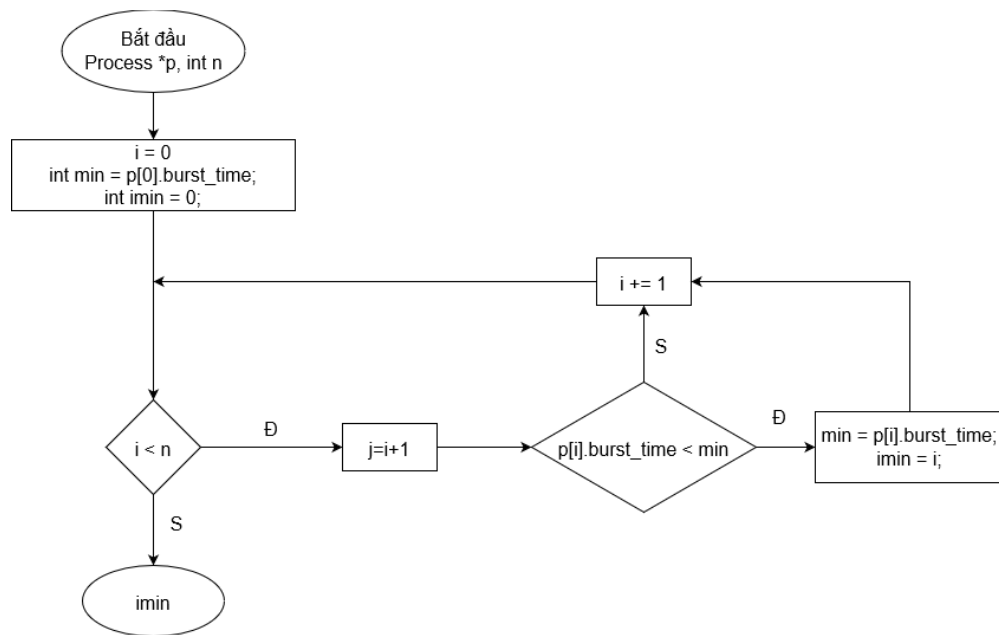 Bắt đầu
Process *p, int n
i = 0
int min = p[0].burst_time;
int imin = 0;
i += 1
S
Đ
Đ
i < n
j=i+1
p[i].burst_time < min
min = p[i].burst_time;
imin = i;
S
imin